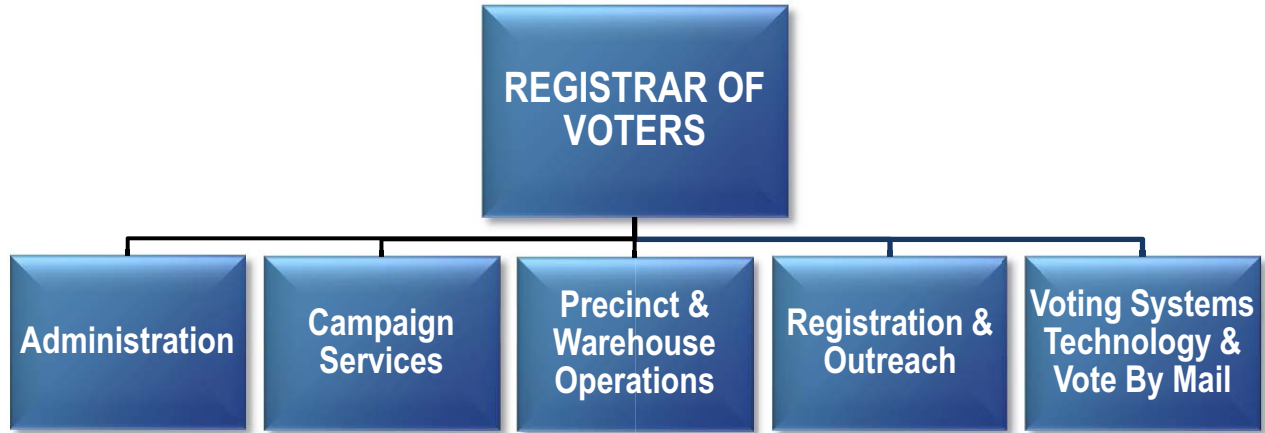 REGISTRAR OF
VOTERS
Administration
Campaign
Services
Precinct &
Warehouse
Operations
Registration &
Outreach
Voting Systems
Technology &
Vote By Mail